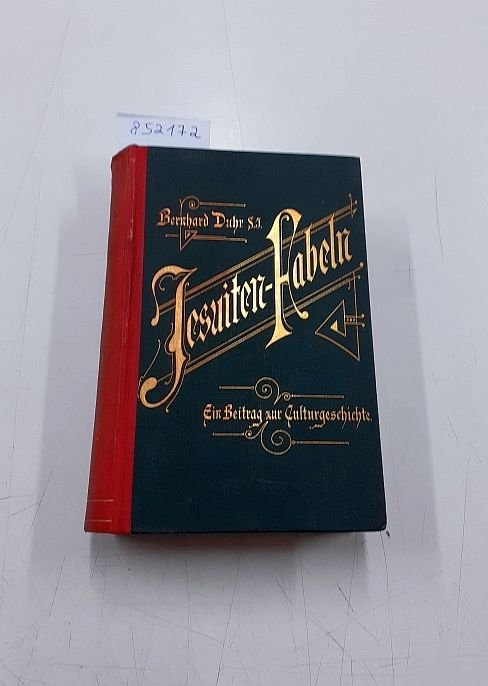 852172
Bernhard Duhr S.J.
Jesuiten-Fabeln
Ein Beitrag zur Culturgeschichte.